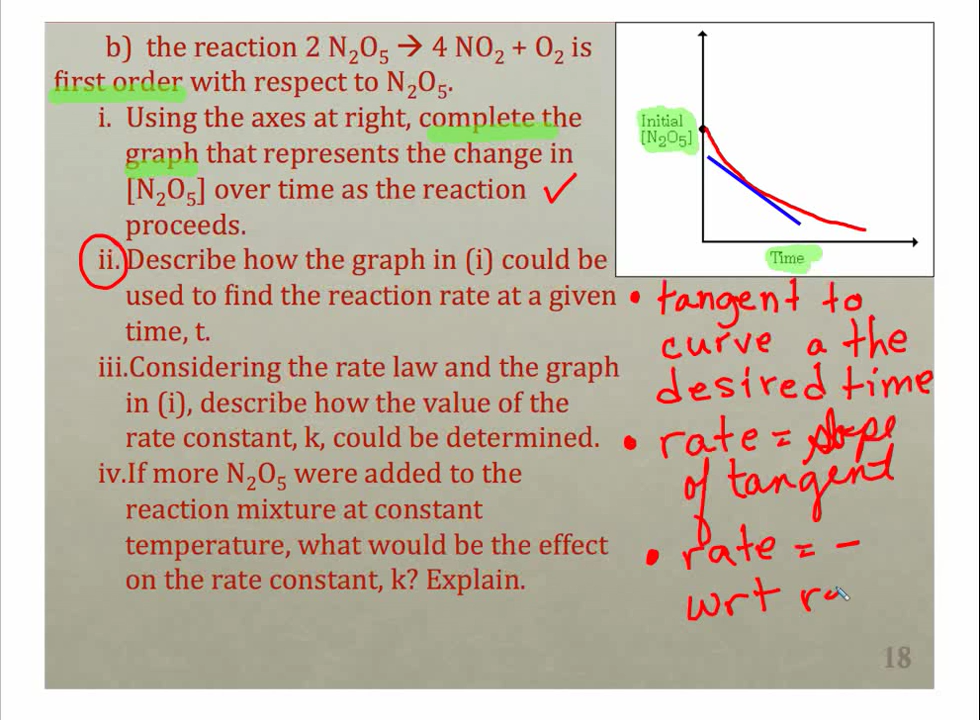 b) the reaction 2 N₂O₅ → 4 NO₂ + O₂ is
first order with respect to N₂O₅.
i. Using the axes at right, complete the
graph that represents the change in
[N₂O₅] over time as the reaction ✓
proceeds.
ii. Describe how the graph in (i) could be
used to find the reaction rate at a given
time, t.
iii.Considering the rate law and the graph
in (i), describe how the value of the
rate constant, k, could be determined.
iv.If more N₂O₅ were added to the
reaction mixture at constant
temperature, what would be the effect
on the rate constant, k? Explain.
Initial
[N₂O₅]
Time
• tangent to
curve a the
desired time
• rate = slope
of tangent
• rate = -
wrt
18